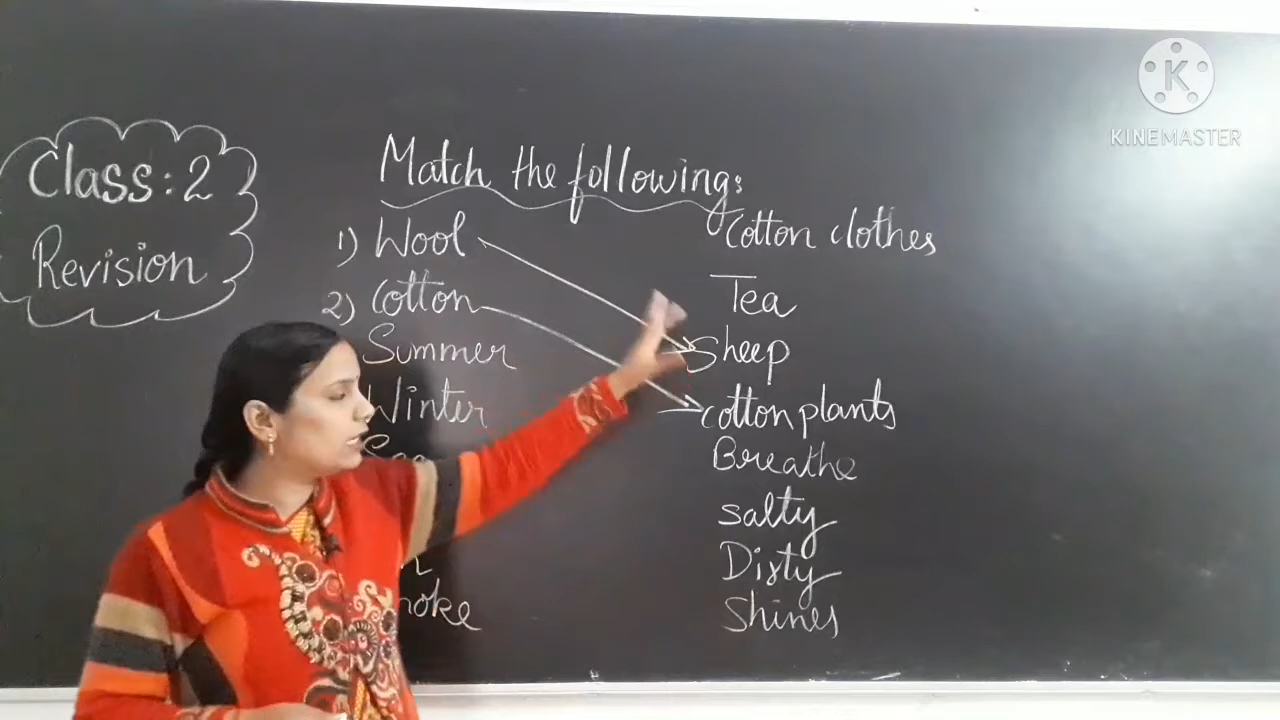 Class : 2
Revision
Match the following:
1) Wool
2) Cotton
Summer
Winter
Cotton clothes
Tea
Sheep
cotton plants
Breathe
salty
Dirty
Shines
K
KINEMASTER